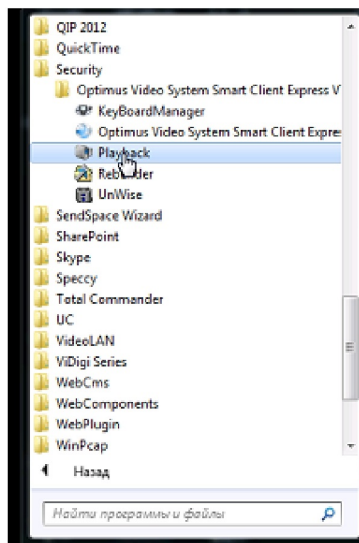 QIP 2012
QuickTime
Security
Optimus Video System Smart Client Express V
KeyBoardManager
Optimus Video System Smart Client Expre
Playback
SendSpace Wizard
UnWise
SharePoint
Skype
Speccy
Total Commander
UC
VideoLAN
ViDigi Series
WebCms
WebComponents
WebPlugin
WinPcap
Назад
Найти программы и файлы